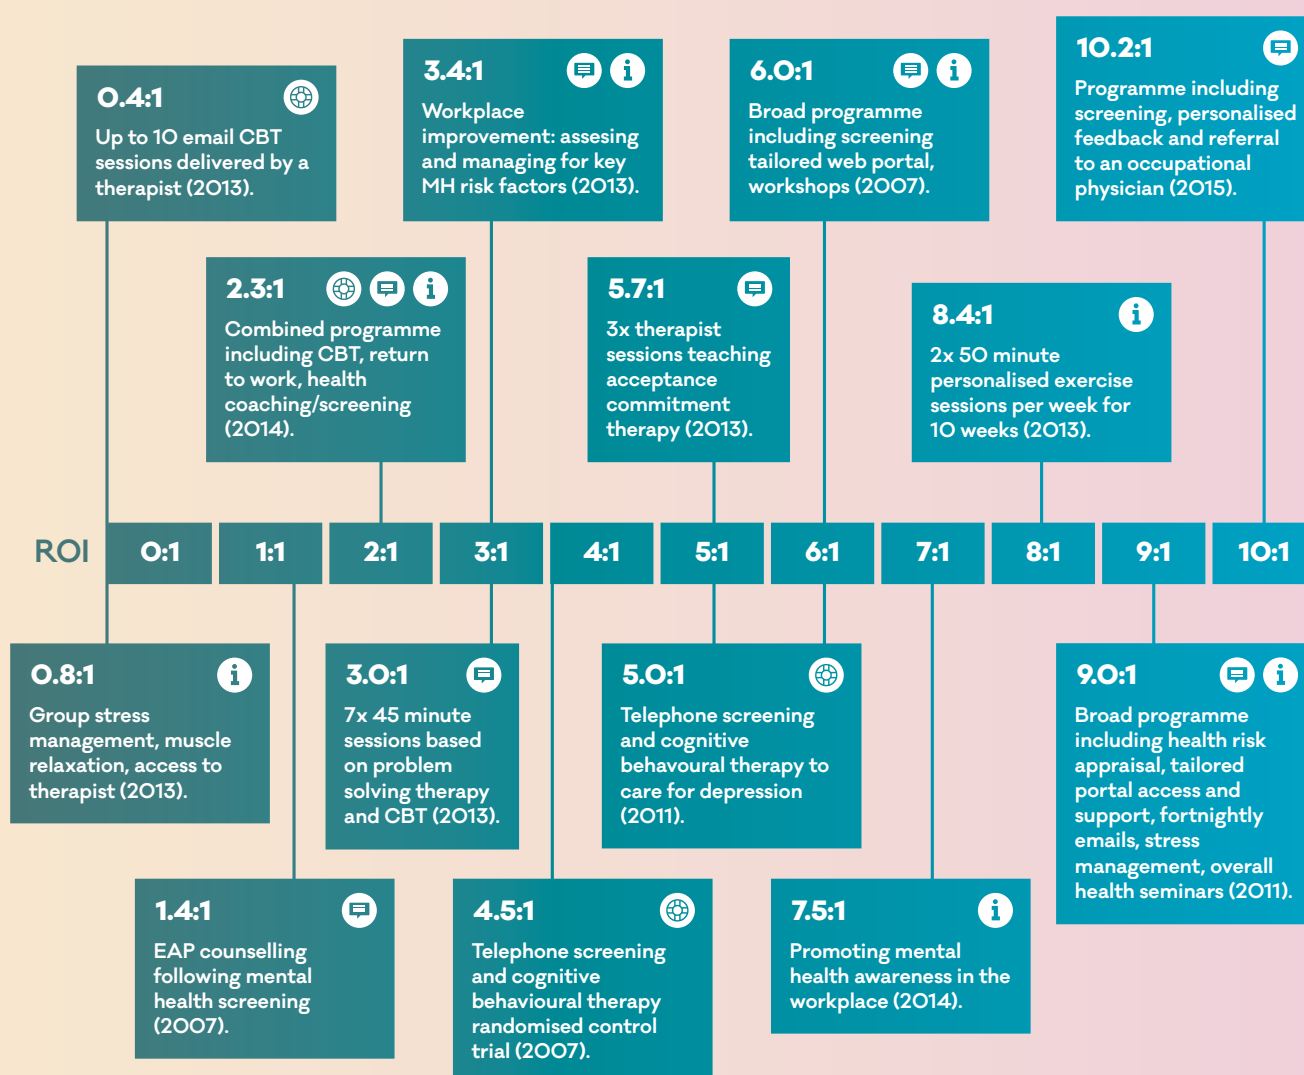 0.4:1
Up to 10 email CBT
sessions delivered by a
therapist (2013).
3.4:1
Workplace
improvement: assesing
and managing for key
MH risk factors (2013).
6.0:1
Broad programme
including screening
tailored web portal,
workshops (2007).
10.2:1
Programme including
screening, personalised
feedback and referral
to an occupational
physician (2015).
2.3:1
Combined programme
including CBT, return
to work, health
coaching/screening
(2014).
5.7:1
3x therapist
sessions teaching
acceptance
commitment
therapy (2013).
8.4:1
2x 50 minute
personalised exercise
sessions per week for
10 weeks (2013).
ROI 0:1 1:1 2:1 3:1 4:1 5:1 6:1 7:1 8:1 9:1 10:1
0.8:1
Group stress
management, muscle
relaxation, access to
therapist (2013).
3.0:1
7x 45 minute
sessions based
on problem
solving therapy
and CBT (2013).
5.0:1
Telephone screening
and cognitive
behavoural therapy to
care for depression
(2011).
9.0:1
Broad programme
including health risk
appraisal, tailored
portal access and
support, fortnightly
emails, stress
management, overall
health seminars (2011).
1.4:1
EAP counselling
following mental
health screening
(2007).
4.5:1
Telephone screening
and cognitive
behavioural therapy
randomised control
trial (2007).
7.5:1
Promoting mental
health awareness in the
workplace (2014).